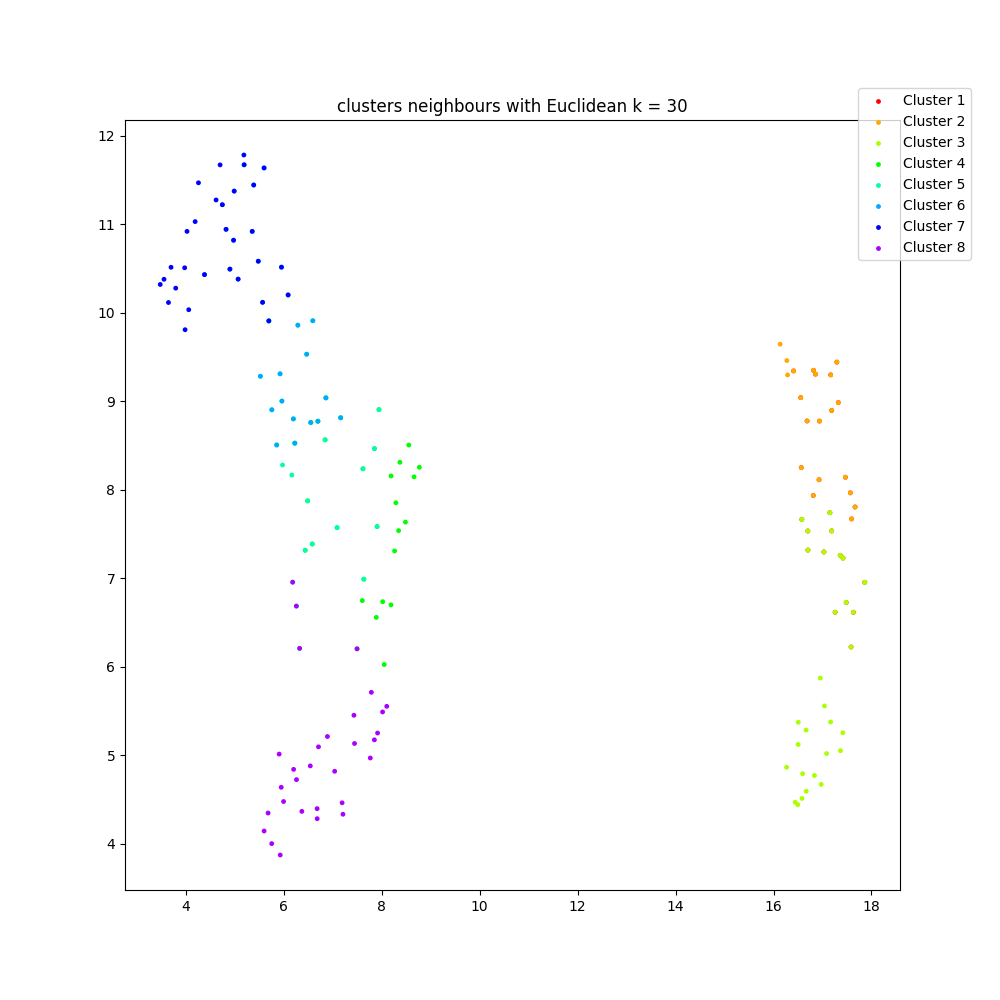 clusters neighbours with Euclidean k = 30
Cluster 1
Cluster 2
Cluster 3
Cluster 4
Cluster 5
Cluster 6
Cluster 7
Cluster 8
12
11
10
9
8
7
6
5
4
4 6 8 10 12 14 16 18